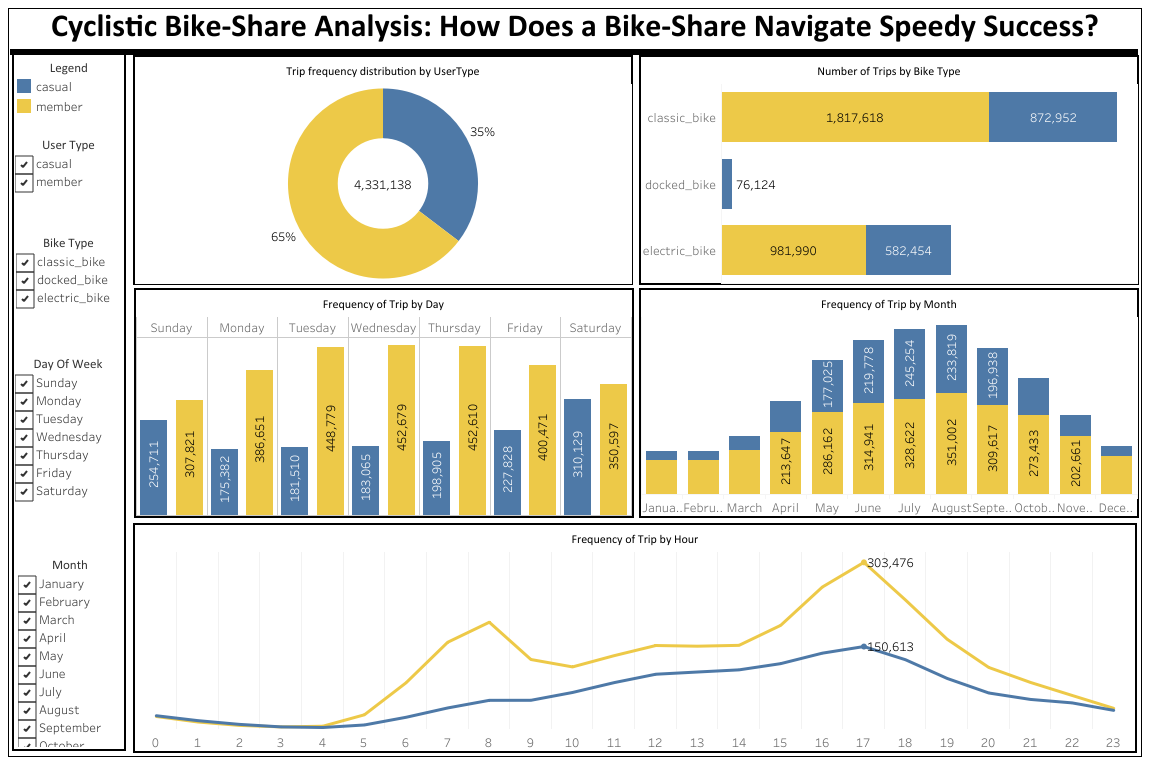 Cyclistic Bike-Share Analysis: How Does a Bike-Share Navigate Speedy Success?
Legend
casual
member
User Type
casual
member
Bike Type
classic_bike
docked_bike
electric_bike
Day Of Week
Sunday
Monday
Tuesday
Wednesday
Thursday
Friday
Saturday
Month
January
February
March
April
May
June
July
August
September
October
Trip frequency distribution by UserType
35%
4,331,138
65%
Number of Trips by Bike Type
classic_bike 1,817,618 872,952
docked_bike 76,124
electric_bike 981,990 582,454
Frequency of Trip by Day
Sunday Monday Tuesday Wednesday Thursday Friday Saturday
254,711 307,821 175,382 386,651 181,510 448,779 183,065 452,679 198,905 452,610 227,828 400,471 310,129 350,597
Frequency of Trip by Month
177,025 219,778 245,254 233,819 196,938
213,647 286,162 314,941 328,622 351,002 309,617 273,433 202,661
Janua.. Febru.. March April May June July August Septe.. Octob.. Nove.. Dece..
Frequency of Trip by Hour
303,476
150,613
0 1 2 3 4 5 6 7 8 9 10 11 12 13 14 15 16 17 18 19 20 21 22 23